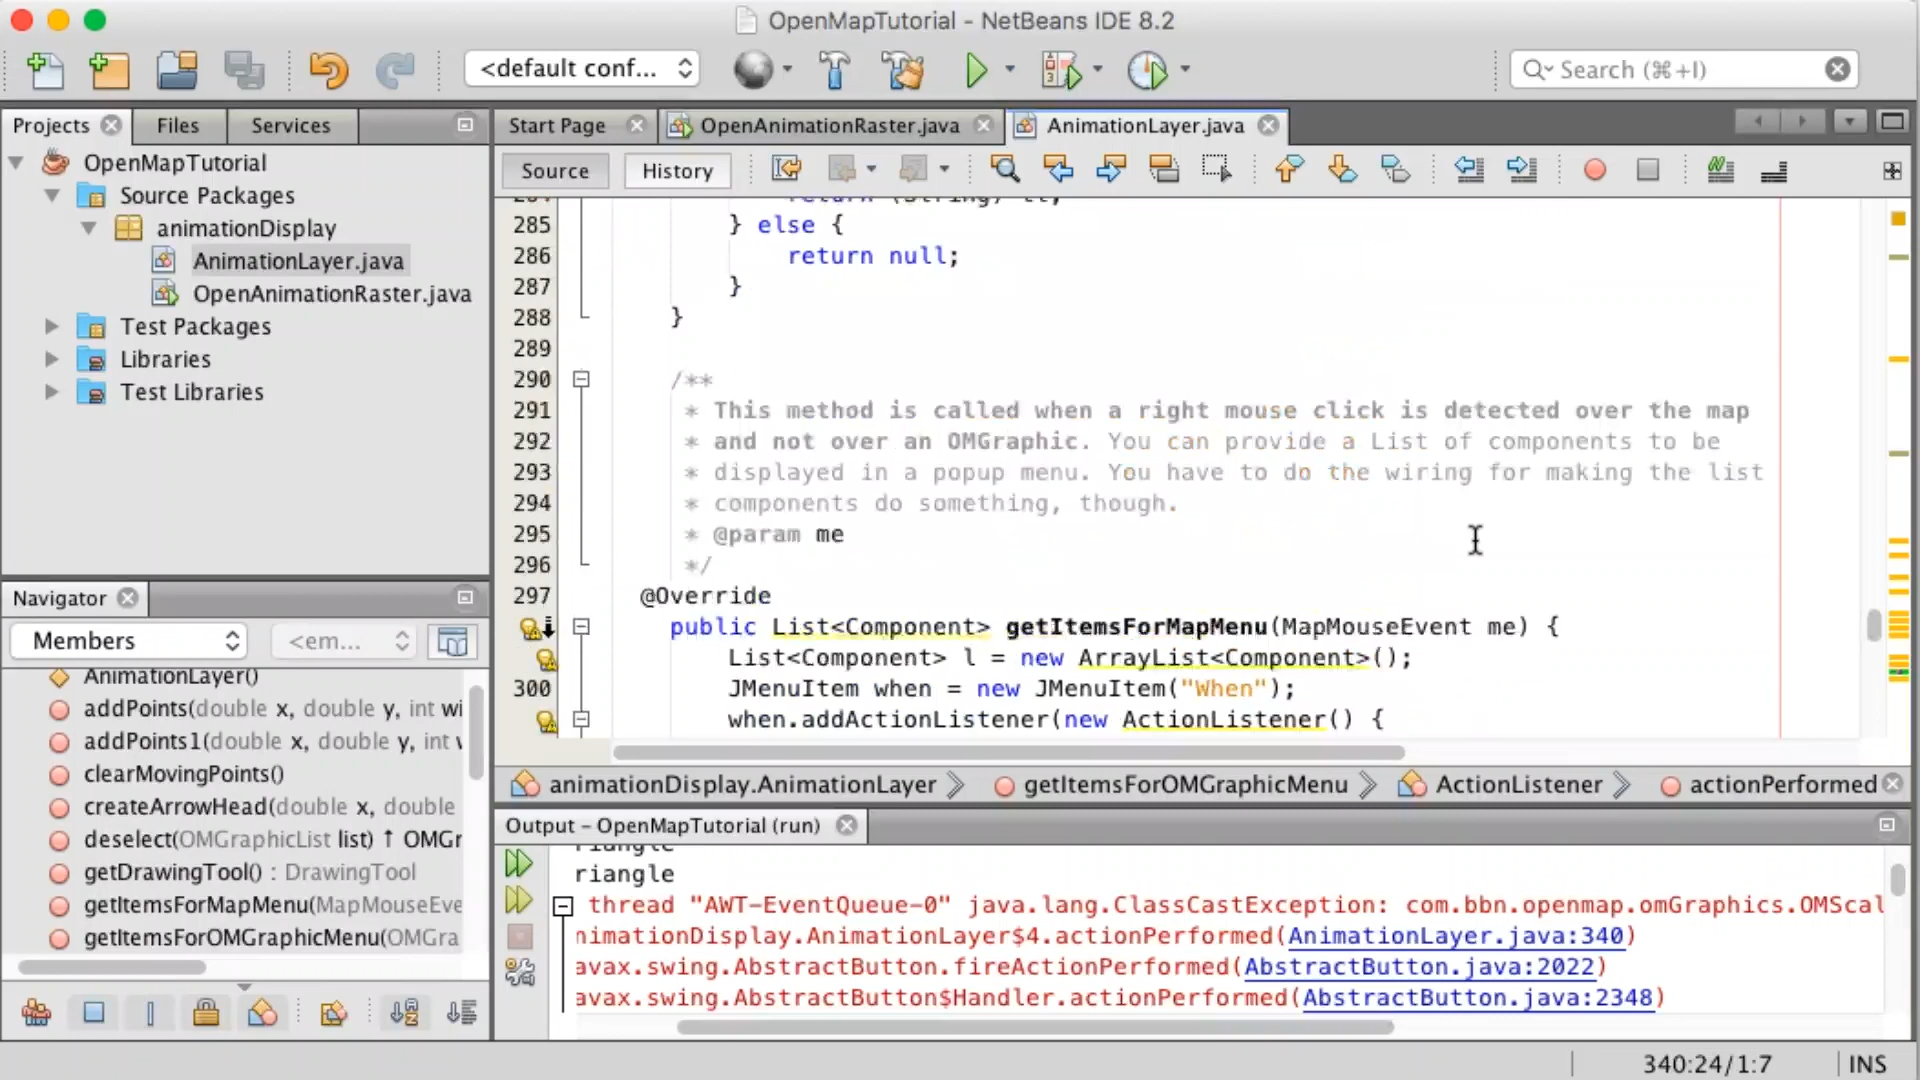 OpenMapTutorial - NetBeans IDE 8.2
<default conf...
Search (⌘+I)
Projects
Files
Services
Start Page
OpenAnimationRaster.java
AnimationLayer.java
Source
History
OpenMapTutorial
Source Packages
animationDisplay
AnimationLayer.java
OpenAnimationRaster.java
Test Packages
Libraries
Test Libraries
285 } else {
286 return null;
287 }
288 }
289
290 /**
291 * This method is called when a right mouse click is detected over the map
292 * and not over an OMGraphic. You can provide a List of components to be
293 * displayed in a popup menu. You have to do the wiring for making the list
294 * components do something, though.
295 * @param me
296 */
297 @Override
public List<Component> getItemsForMapMenu(MapMouseEvent me) {
List<Component> l = new ArrayList<Component>();
300 JMenuItem when = new JMenuItem("When");
when.addActionListener(new ActionListener() {
Navigator
Members
<em...
AnimationLayer()
addPoints(double x, double y, int wi
addPoints1(double x, double y, int
clearMovingPoints()
createArrowHead(double x, double
deselect(OMGraphicList list) ↑ OMGr
getDrawingTool() : DrawingTool
getItemsForMapMenu(MapMouseEve
getItemsForOMGraphicMenu(OMGra
animationDisplay.AnimationLayer
getItemsForOMGraphicMenu
ActionListener
actionPerformed
Output - OpenMapTutorial (run)
riangle
riangle
thread "AWT-EventQueue-0" java.lang.ClassCastException: com.bbn.openmap.omGraphics.OMScal
nimationDisplay.AnimationLayer$4.actionPerformed(AnimationLayer.java:340)
avax.swing.AbstractButton.fireActionPerformed(AbstractButton.java:2022)
avax.swing.AbstractButton$Handler.actionPerformed(AbstractButton.java:2348)
340:24/1:7
INS